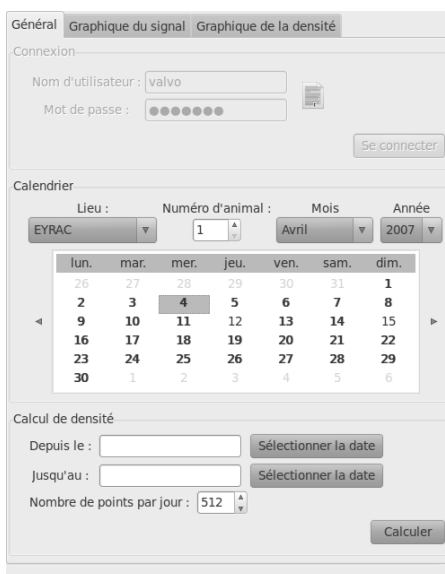 Général Graphique du signal Graphique de la densité
Connexion
Nom d'utilisateur : valvo
Mot de passe : ●●●●●●●
Se connecter
Calendrier
Lieu : Numéro d'animal : Mois Année
EYRAC 1 Avril 2007
lun. mar. mer. jeu. ven. sam. dim.
26 27 28 29 30 31 1
2 3 4 5 6 7 8
9 10 11 12 13 14 15
16 17 18 19 20 21 22
23 24 25 26 27 28 29
30 1 2 3 4 5 6
Calcul de densité
Depuis le : Sélectionner la date
Jusqu'au : Sélectionner la date
Nombre de points par jour : 512
Calculer